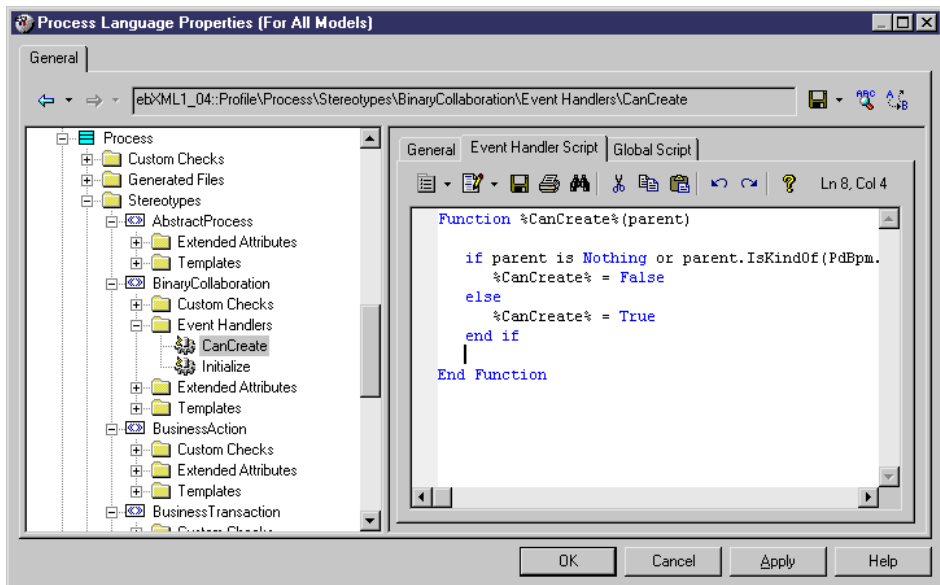 Process Language Properties (For All Models)
General
ebXML1_04::Profile\Process\Stereotypes\BinaryCollaboration\Event Handlers\CanCreate
ABC
A
B
Process
Custom Checks
Generated Files
Stereotypes
AbstractProcess
Extended Attributes
Templates
BinaryCollaboration
Custom Checks
Event Handlers
CanCreate
Initialize
Extended Attributes
Templates
BusinessAction
Custom Checks
Extended Attributes
Templates
BusinessTransaction
Custom Checks
General Event Handler Script Global Script
Ln 8, Col 4
Function %CanCreate%(parent)
if parent is Nothing or parent.IsKindOf(PdBpm.
%CanCreate% = False
else
%CanCreate% = True
end if
End Function
OK Cancel Apply Help